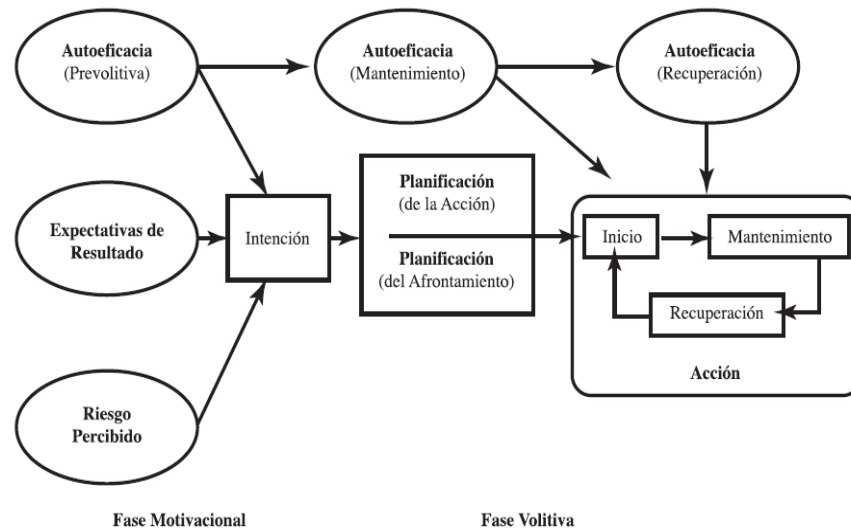 Autoeficacia
(Prevolitiva)
Autoeficacia
(Mantenimiento)
Autoeficacia
(Recuperación)
Expectativas de
Resultado
Intención
Planificación
(de la Acción)
Planificación
(del Afrontamiento)
Inicio
Mantenimiento
Recuperación
Acción
Riesgo
Percibido
Fase Motivacional
Fase Volitiva